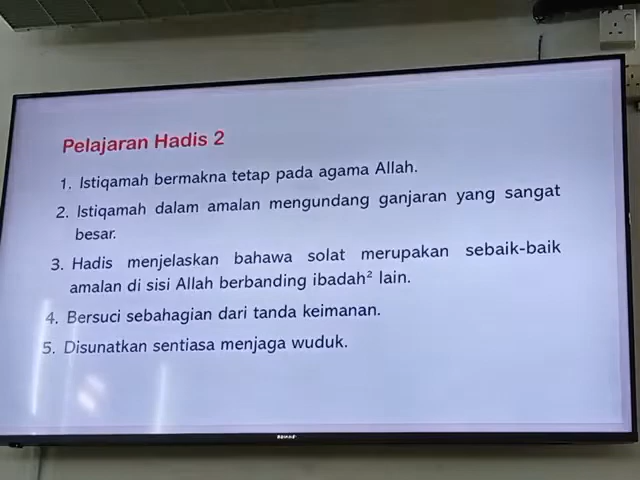 Pelajaran Hadis 2
1. Istiqamah bermakna tetap pada agama Allah.
2. Istiqamah dalam amalan mengundang ganjaran yang sangat
besar.
3. Hadis menjelaskan bahawa solat merupakan sebaik-baik
amalan di sisi Allah berbanding ibadah² lain.
4. Bersuci sebahagian dari tanda keimanan.
5. Disunatkan sentiasa menjaga wuduk.